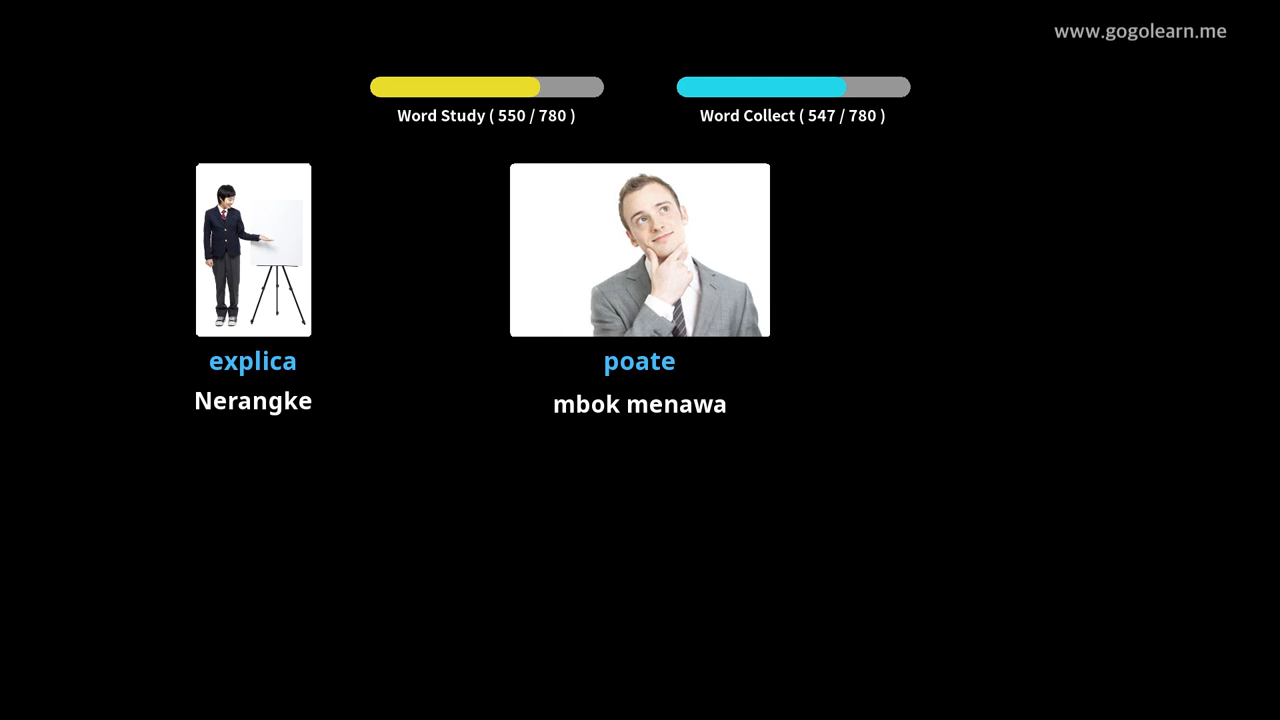 www.gogolearn.me
Word Study ( 550 / 780 )
Word Collect ( 547 / 780 )
explica
Nerangke
poate
mbok menawa